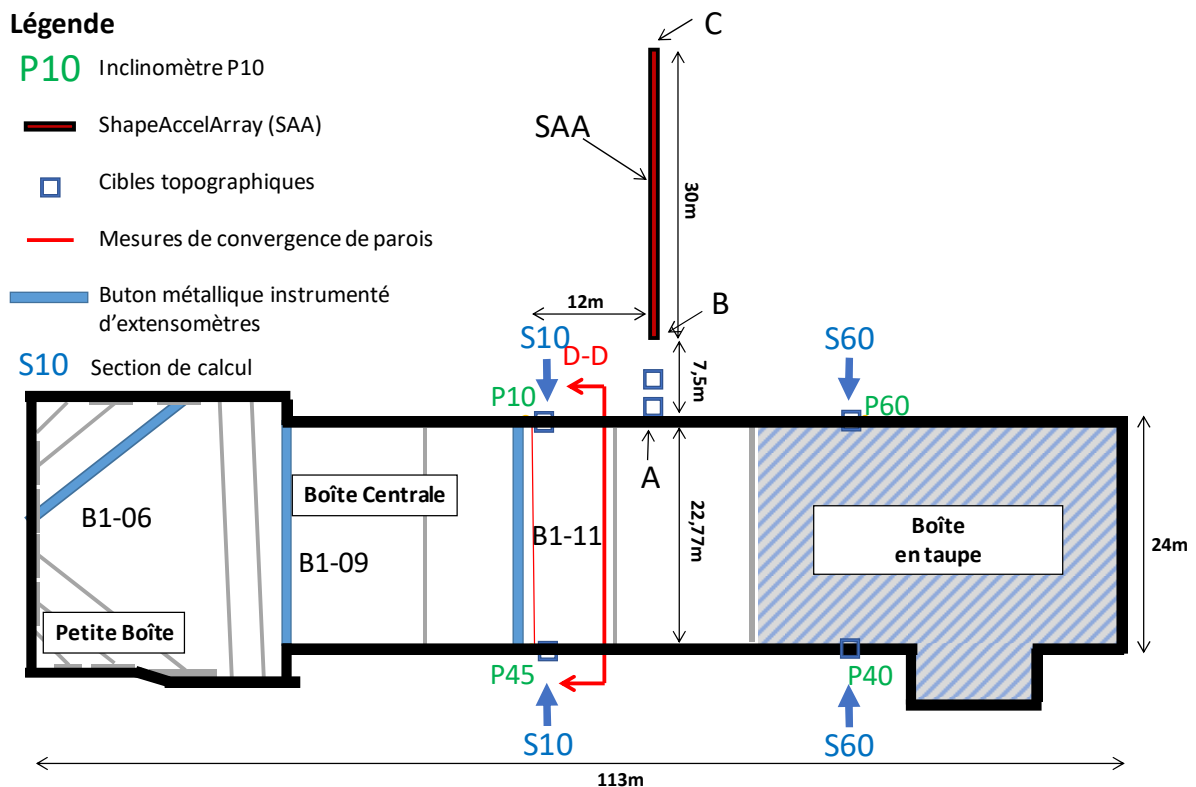 Légende
P10 Inclinomètre P10
ShapeAccelArray (SAA)
Cibles topographiques
Mesures de convergence de parois
Buton métallique instrumenté
d'extensomètres
S10 Section de calcul
C
SAA
30m
12m
B
S10
D-D
S60
7,5m
P10
P60
A
B1-06
Boîte Centrale
B1-09
B1-11
22,77m
Boîte
en taupe
24m
Petite Boîte
P45
P40
S10
S60
113m